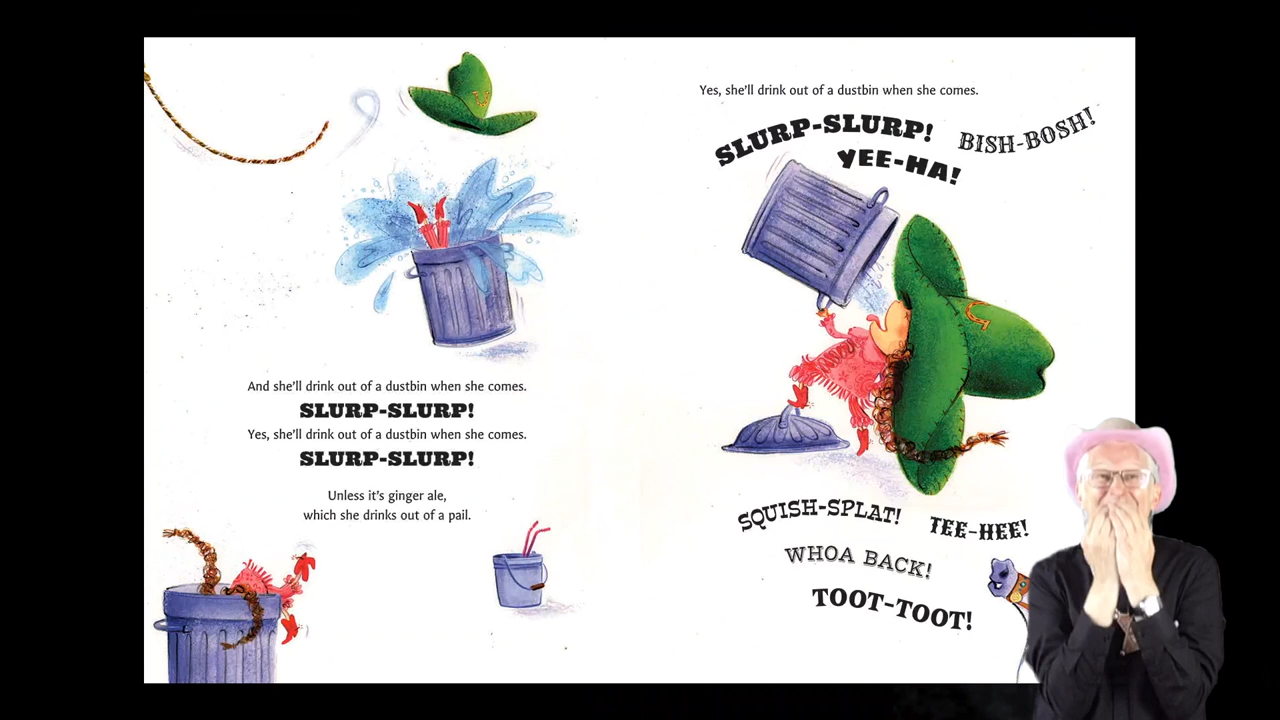 And she'll drink out of a dustbin when she comes.
SLURP-SLURP!
Yes, she'll drink out of a dustbin when she comes.
SLURP-SLURP!
Unless it's ginger ale,
which she drinks out of a pail.
Yes, she'll drink out of a dustbin when she comes.
SLURP-SLURP! BISH-BOSH!
YEE-HA!
SQUISH-SPLAT! TEE-HEE!
WHOA BACK!
TOOT-TOOT!